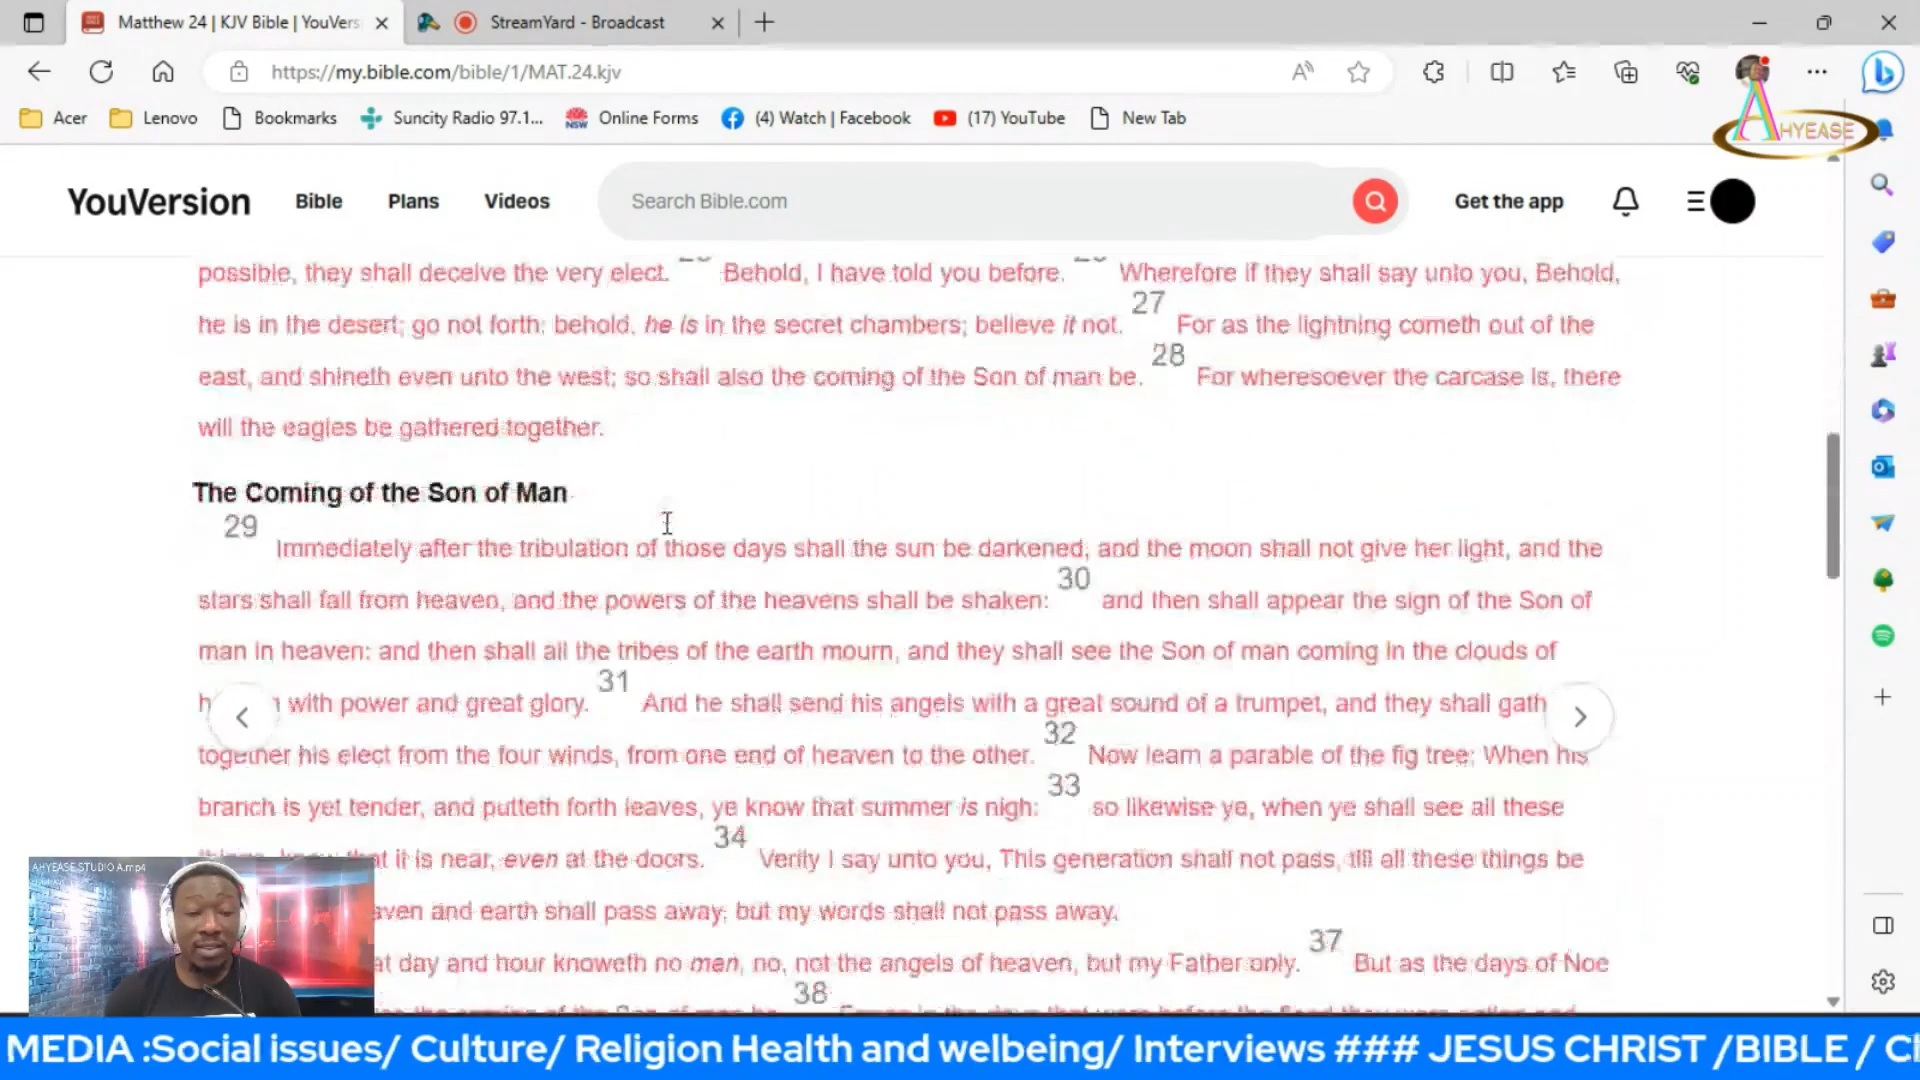 Matthew 24 | KJV Bible | YouVers
StreamYard - Broadcast
https://my.bible.com/bible/1/MAT.24.kjv
Acer
Lenovo
Bookmarks
Suncity Radio 97.1...
Online Forms
(4) Watch | Facebook
(17) YouTube
New Tab
AHYEASE
YouVersion
Bible
Plans
Videos
Search Bible.com
Get the app
possible, they shall deceive the very elect. Behold, I have told you before. Wherefore if they shall say unto you, Behold,
he is in the desert; go not forth: behold, he is in the secret chambers; believe it not. 27 For as the lightning cometh out of the
east, and shineth even unto the west; so shall also the coming of the Son of man be. 28 For wheresoever the carcase is, there
will the eagles be gathered together.
The Coming of the Son of Man
29 Immediately after the tribulation of those days shall the sun be darkened, and the moon shall not give her light, and the
stars shall fall from heaven, and the powers of the heavens shall be shaken: 30 and then shall appear the sign of the Son of
man in heaven: and then shall all the tribes of the earth mourn, and they shall see the Son of man coming in the clouds of
h with power and great glory. 31 And he shall send his angels with a great sound of a trumpet, and they shall gath
together his elect from the four winds, from one end of heaven to the other. 32 Now learn a parable of the fig tree; When his
branch is yet tender, and putteth forth leaves, ye know that summer is nigh: 33 so likewise ye, when ye shall see all these
that it is near, even at the doors. 34 Verily I say unto you, This generation shall not pass, till all these things be
aven and earth shall pass away, but my words shall not pass away.
at day and hour knoweth no man, no, not the angels of heaven, but my Father only. 37 But as the days of Noe
38
AHYEASE STUDIO A.mp4
MEDIA :Social issues/ Culture/ Religion Health and welbeing/ Interviews ### JESUS CHRIST /BIBLE / C